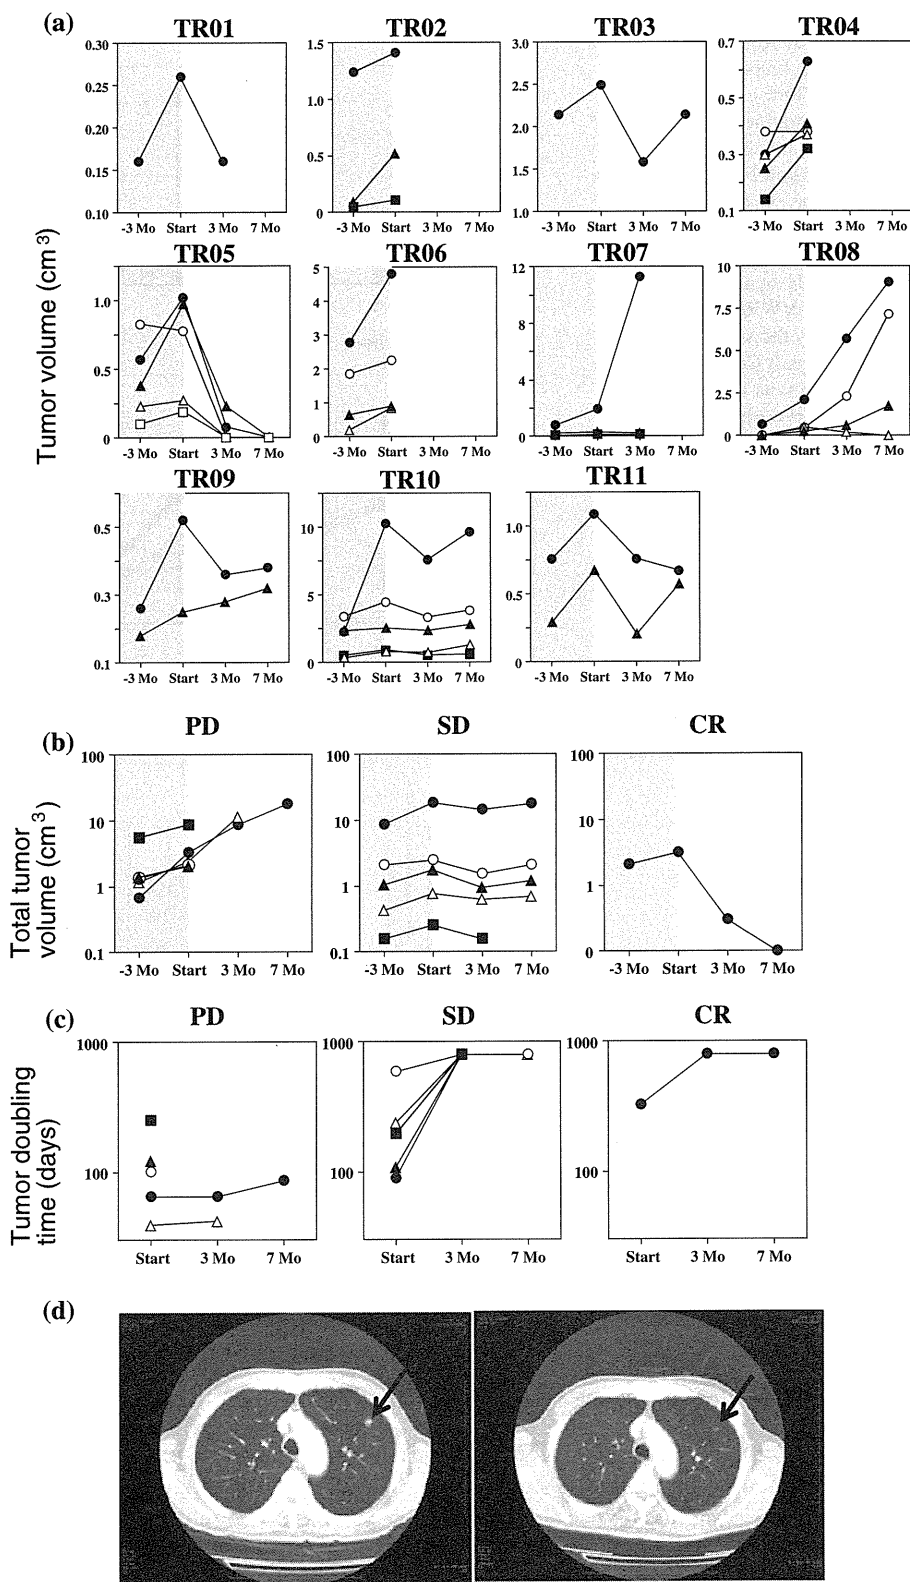 (a)
TR01 TR02 TR03 TR04
0.30 1.5 3.0 0.7
0.25 1.0 2.5 0.5
0.20 2.0
0.15 0.5 1.5 0.3
0.10 0 1.0 0.1
-3 Mo Start 3 Mo 7 Mo -3 Mo Start 3 Mo 7 Mo -3 Mo Start 3 Mo 7 Mo -3 Mo Start 3 Mo 7 Mo
Tumor volume (cm³)
TR05 TR06 TR07 TR08
1.0 5 12 10
4 7.5
0.5 3 8 5.0
2 4 2.5
1
0 0 0 0
-3 Mo Start 3 Mo 7 Mo -3 Mo Start 3 Mo 7 Mo -3 Mo Start 3 Mo 7 Mo -3 Mo Start 3 Mo 7 Mo
TR09 TR10 TR11
0.5 10 1.0
0.3 5 0.5
0.1 0 0
-3 Mo Start 3 Mo 7 Mo -3 Mo Start 3 Mo 7 Mo -3 Mo Start 3 Mo 7 Mo
(b)
PD SD CR
Total tumor
volume (cm³)
100 100 100
10 10 10
1 1 1
0.1 0.1 0
-3 Mo Start 3 Mo 7 Mo -3 Mo Start 3 Mo 7 Mo -3 Mo Start 3 Mo 7 Mo
(c)
PD SD CR
Tumor doubling
time (days)
1000 1000 1000
100 100 100
Start 3 Mo 7 Mo Start 3 Mo 7 Mo Start 3 Mo 7 Mo
(d)